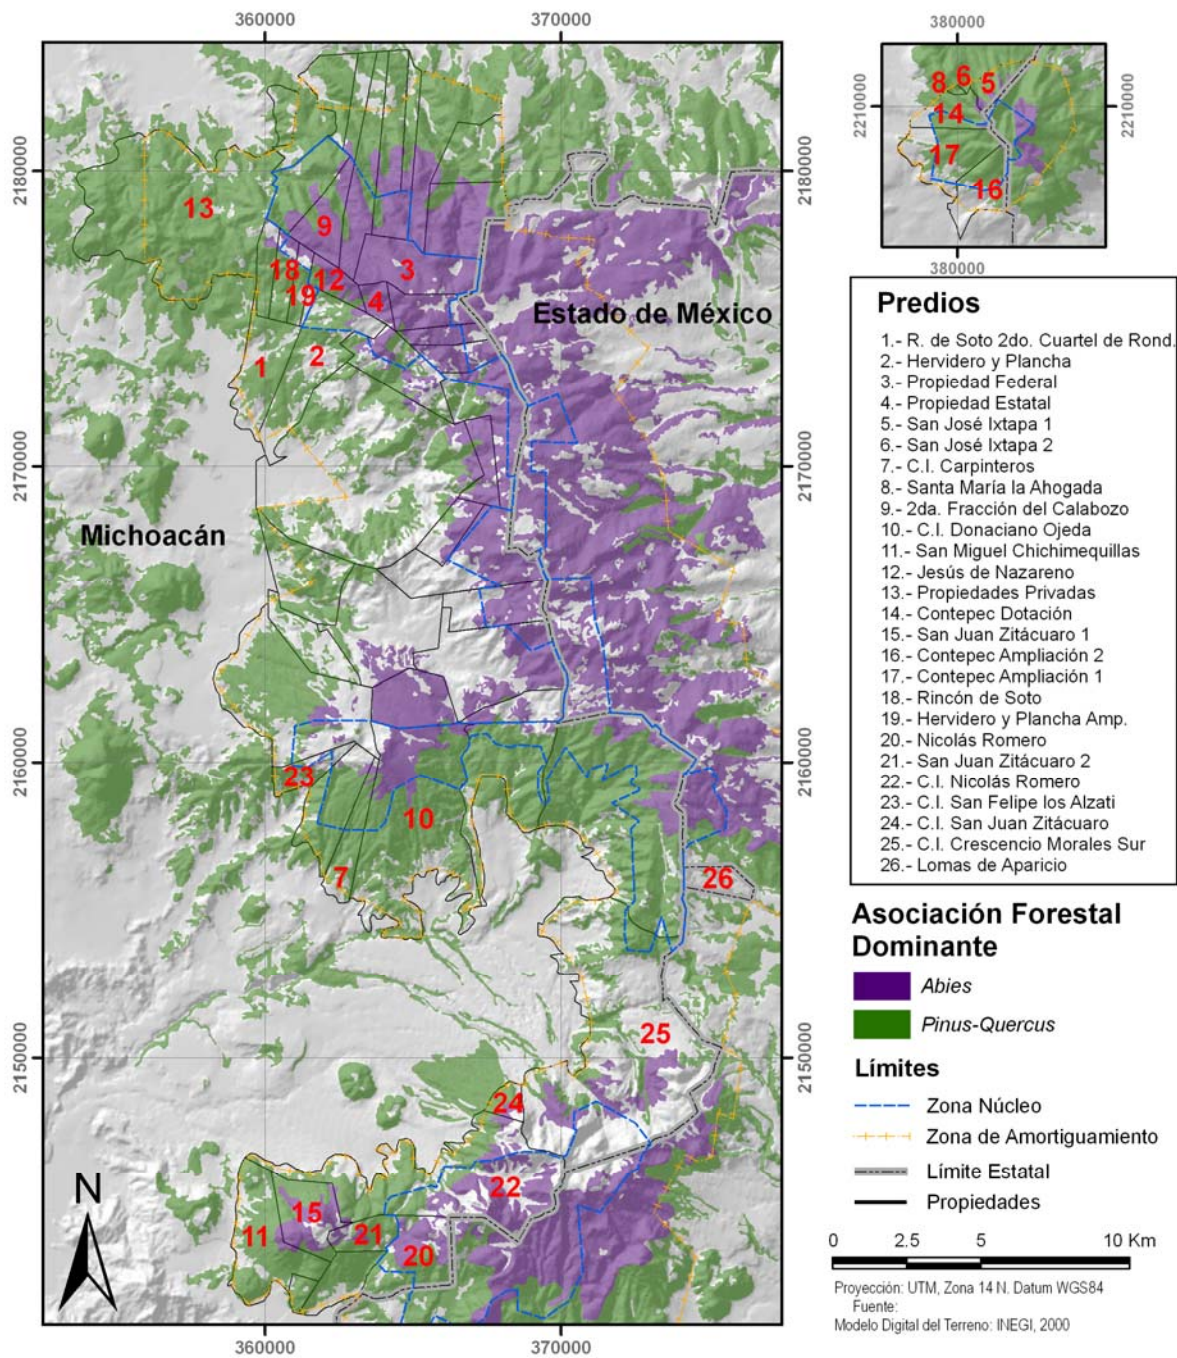 360000
370000
380000
2180000
2180000
2210000
2210000
8
6
5
14
17
16
380000
13
9
18
12
3
19
4
Estado de México
1
2
2170000
2170000
Michoacán
2160000
2160000
23
10
7
26
2150000
2150000
25
24
22
15
11
21
20
N
360000
370000
Predios
1.- R. de Soto 2do. Cuartel de Rond.
2.- Hervidero y Plancha
3.- Propiedad Federal
4.- Propiedad Estatal
5.- San José Ixtapa 1
6.- San José Ixtapa 2
7.- C.I. Carpinteros
8.- Santa María la Ahogada
9.- 2da. Fracción del Calabozo
10.- C.I. Donaciano Ojeda
11.- San Miguel Chichimequillas
12.- Jesús de Nazareno
13.- Propiedades Privadas
14.- Contepec Dotación
15.- San Juan Zitácuaro 1
16.- Contepec Ampliación 2
17.- Contepec Ampliación 1
18.- Rincón de Soto
19.- Hervidero y Plancha Amp.
20.- Nicolás Romero
21.- San Juan Zitácuaro 2
22.- C.I. Nicolás Romero
23.- C.I. San Felipe los Alzati
24.- C.I. San Juan Zitácuaro
25.- C.I. Crescencio Morales Sur
26.- Lomas de Aparicio
Asociación Forestal
Dominante
Abies
Pinus-Quercus
Límites
Zona Núcleo
Zona de Amortiguamiento
Límite Estatal
Propiedades
0 2.5 5 10 Km
Proyección: UTM, Zona 14 N. Datum WGS84
Fuente:
Modelo Digital del Terreno: INEGI, 2000